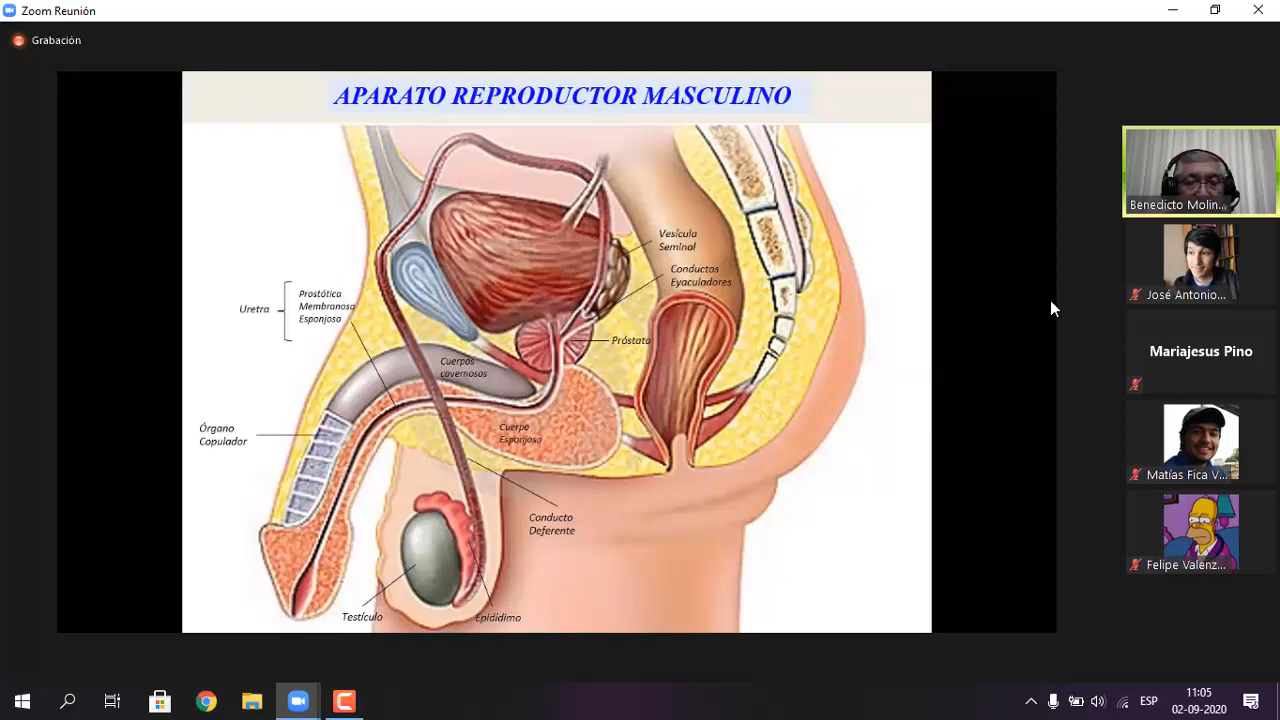 Zoom Reunión
Grabación
APARATO REPRODUCTOR MASCULINO
Vesícula
Seminal
Conductos
Eyaculadores
Uretra
Prostática
Membranosa
Esponjosa
Próstata
Cuerpos
cavernosos
Órgano
Copulador
Cuerpo
Esponjoso
Conducto
Deferente
Testículo
Epidídimo
Benedicto Molin...
José Antonio...
Mariajesus Pino
Matías Fica V...
Felipe Valenz...
ESP
11:05
02-09-2020